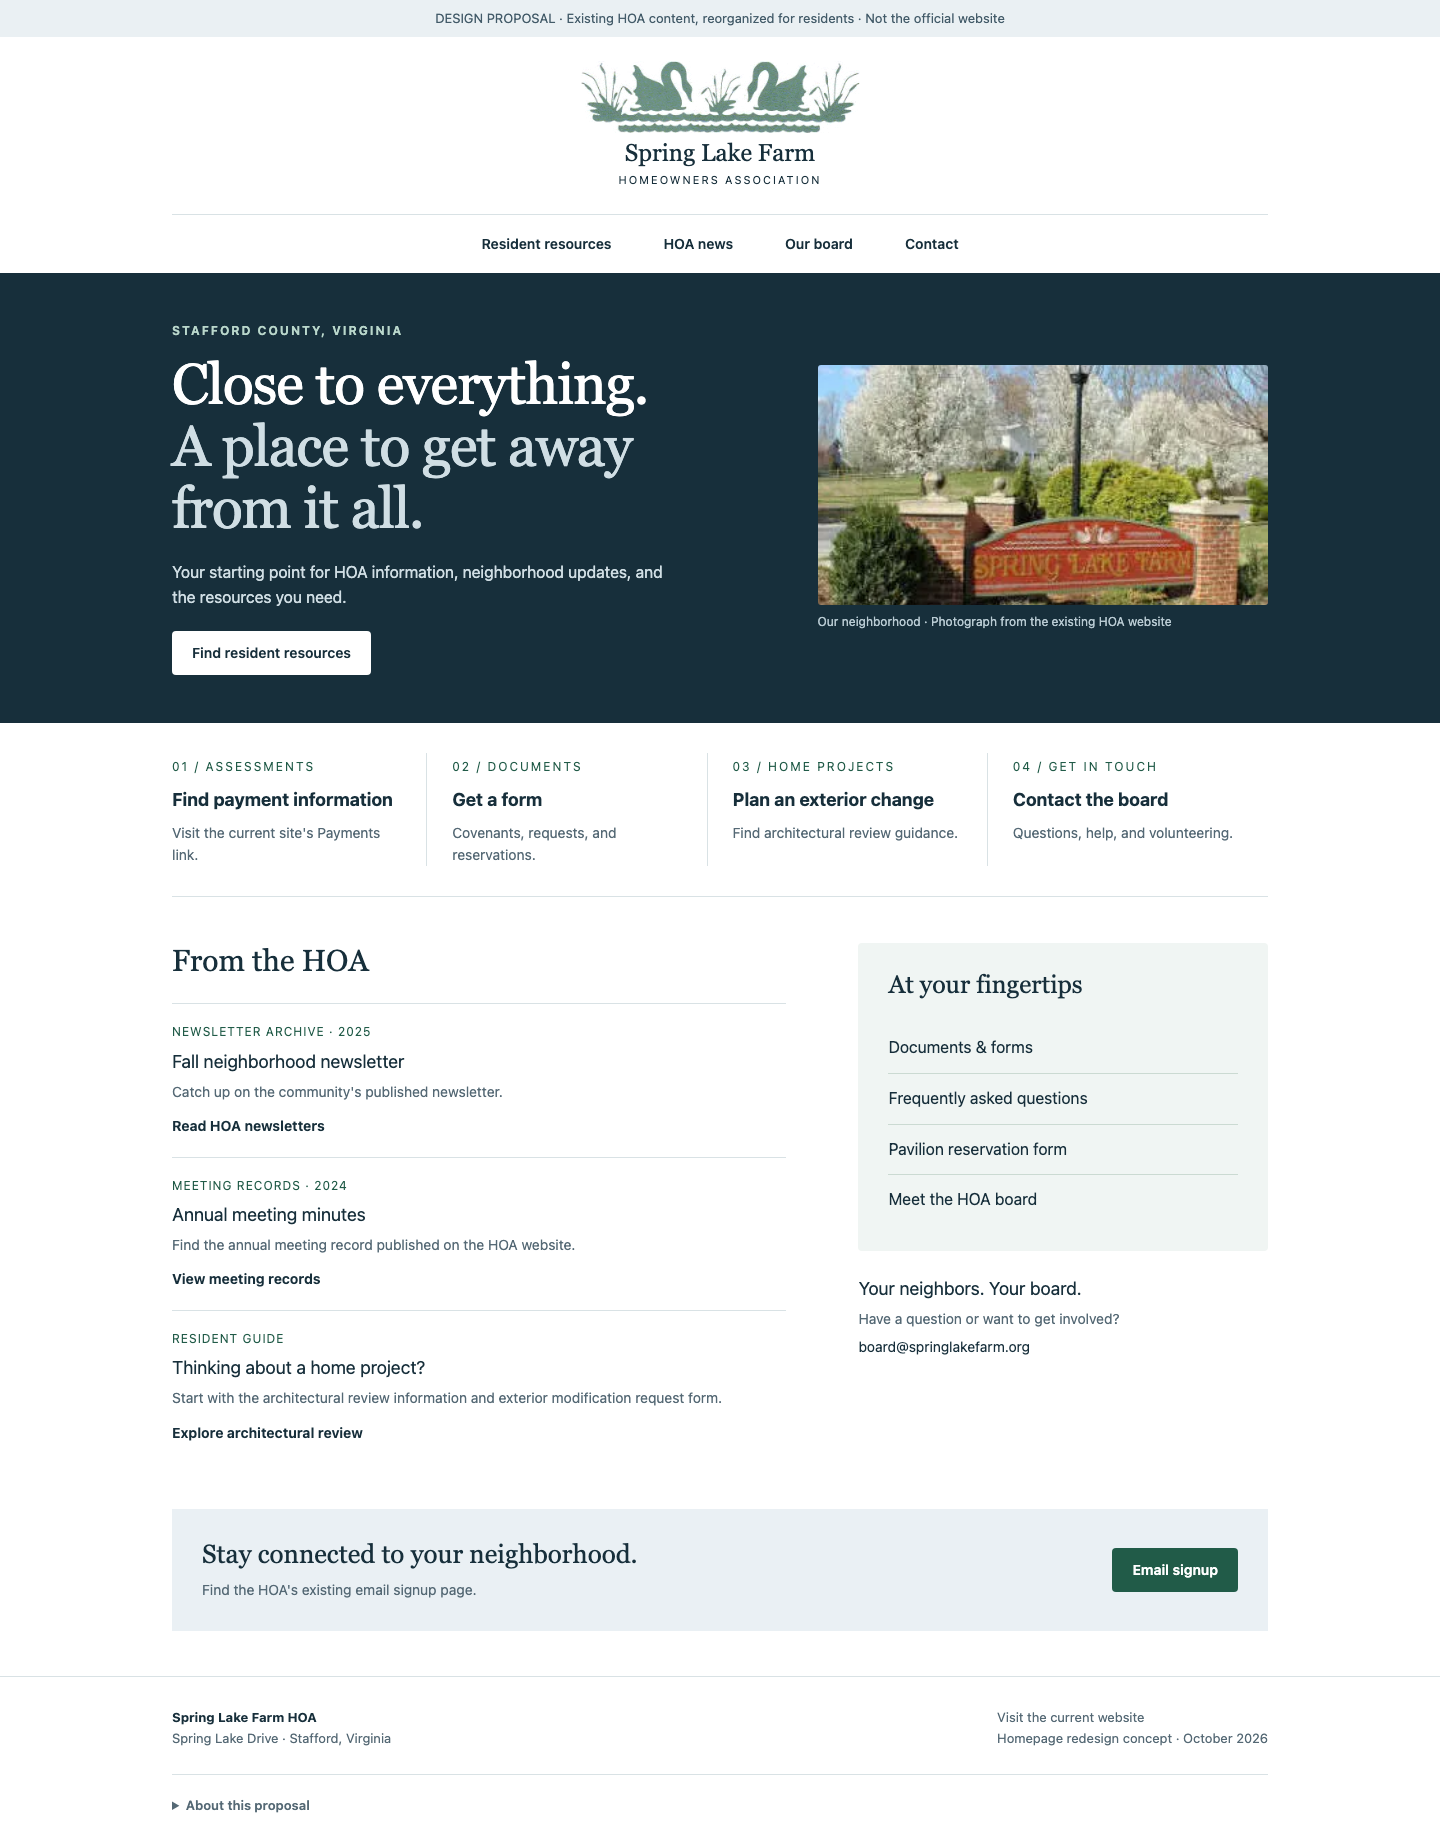 DESIGN PROPOSAL · Existing HOA content, reorganized for residents · Not the official website
Spring Lake Farm
HOMEOWNERS ASSOCIATION
Resident resources
HOA news
Our board
Contact
STAFFORD COUNTY, VIRGINIA
Close to everything.
A place to get away
from it all.
Your starting point for HOA information, neighborhood updates, and
the resources you need.
Find resident resources
SPRING LAKE FARM
Our neighborhood · Photograph from the existing HOA website
01 / ASSESSMENTS
Find payment information
Visit the current site's Payments
link.
02 / DOCUMENTS
Get a form
Covenants, requests, and
reservations.
03 / HOME PROJECTS
Plan an exterior change
Find architectural review guidance.
04 / GET IN TOUCH
Contact the board
Questions, help, and volunteering.
From the HOA
NEWSLETTER ARCHIVE · 2025
Fall neighborhood newsletter
Catch up on the community's published newsletter.
Read HOA newsletters
MEETING RECORDS · 2024
Annual meeting minutes
Find the annual meeting record published on the HOA website.
View meeting records
RESIDENT GUIDE
Thinking about a home project?
Start with the architectural review information and exterior modification request form.
Explore architectural review
At your fingertips
Documents & forms
Frequently asked questions
Pavilion reservation form
Meet the HOA board
Your neighbors. Your board.
Have a question or want to get involved?
board@springlakefarm.org
Stay connected to your neighborhood.
Find the HOA's existing email signup page.
Email signup
Spring Lake Farm HOA
Spring Lake Drive · Stafford, Virginia
Visit the current website
Homepage redesign concept · October 2026
About this proposal